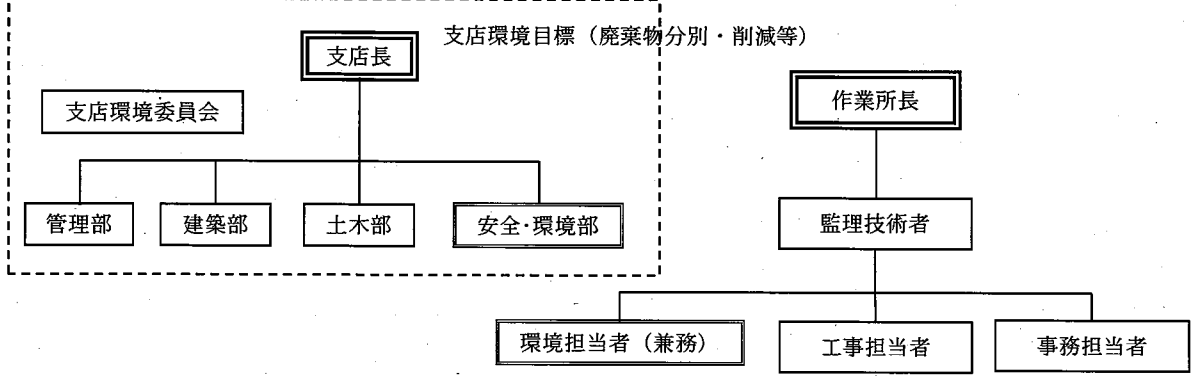 支店環境目標（廃棄物分別・削減等）
支店長
作業所長
支店環境委員会
管理部
建築部
土木部
安全・環境部
監理技術者
環境担当者（兼務）
工事担当者
事務担当者